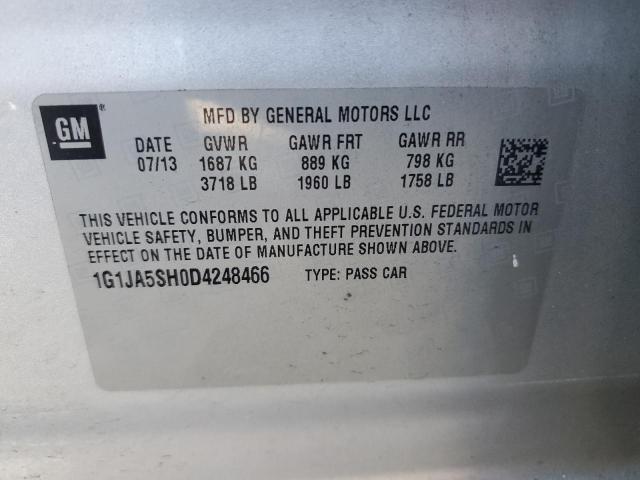 GM
®
MFD BY GENERAL MOTORS LLC
DATE GVWR GAWR FRT GAWR RR
07/13 1687 KG 889 KG 798 KG
3718 LB 1960 LB 1758 LB
THIS VEHICLE CONFORMS TO ALL APPLICABLE U.S. FEDERAL MOTOR
VEHICLE SAFETY, BUMPER, AND THEFT PREVENTION STANDARDS IN
EFFECT ON THE DATE OF MANUFACTURE SHOWN ABOVE.
1G1JA5SH0D4248466 TYPE: PASS CAR